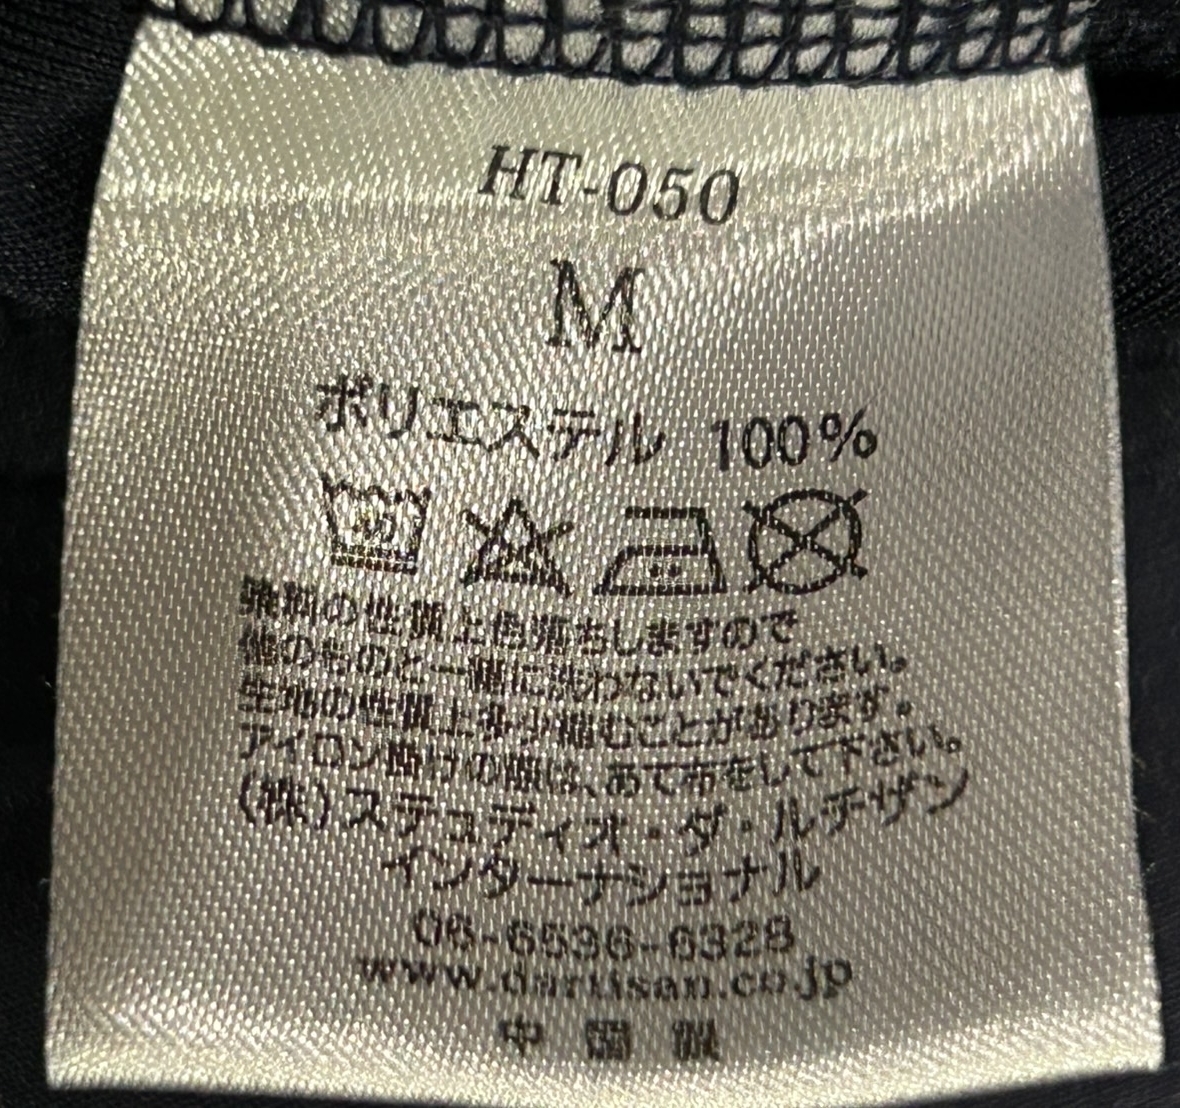 HT-050
M
ポリエステル 100%
染料の性質上色落ちしますので
他のものと一緒に洗わないでください。
生地の性質上多少縮むことがあります。
アイロン掛けの際は、あて布をして下さい。
(株)ステュディオ・ダ・ルチザン
インターナショナル
06-6536-6328
www.dartisan.co.jp
中 国 製